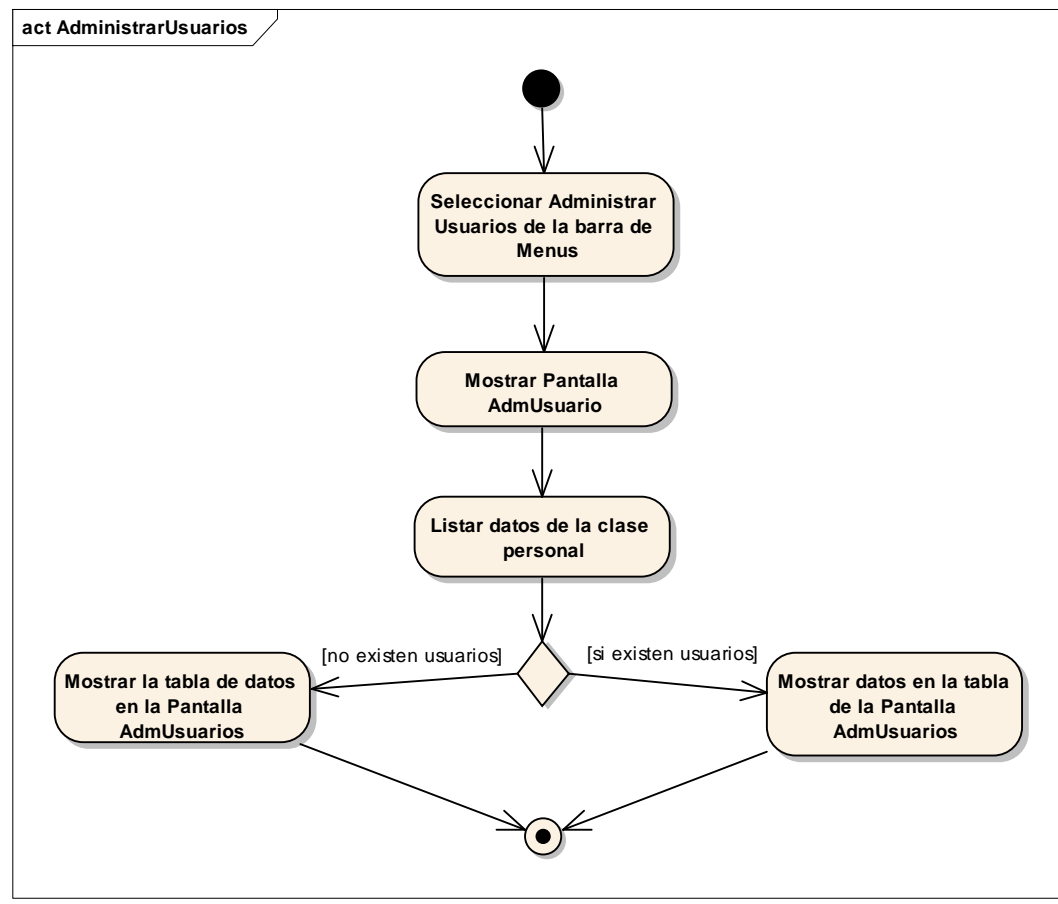 act AdministrarUsuarios
Seleccionar Administrar
Usuarios de la barra de
Menus
Mostrar Pantalla
AdmUsuario
Listar datos de la clase
personal
[no existen usuarios]
[si existen usuarios]
Mostrar la tabla de datos
en la Pantalla
AdmUsuarios
Mostrar datos en la tabla
de la Pantalla
AdmUsuarios